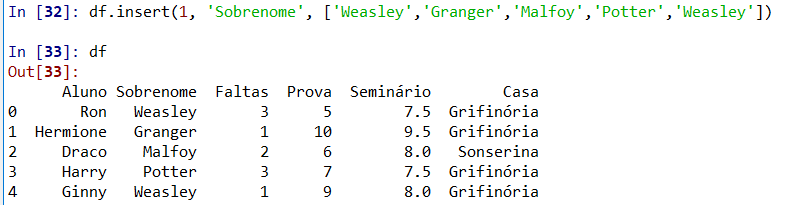 In [32]: df.insert(1, 'Sobrenome', ['Weasley','Granger','Malfoy','Potter','Weasley'])
In [33]: df
Out[33]:
Aluno Sobrenome Faltas Prova Seminário Casa
0 Ron Weasley 3 5 7.5 Grifinória
1 Hermione Granger 1 10 9.5 Grifinória
2 Draco Malfoy 2 6 8.0 Sonserina
3 Harry Potter 3 7 7.5 Grifinória
4 Ginny Weasley 1 9 8.0 Grifinória